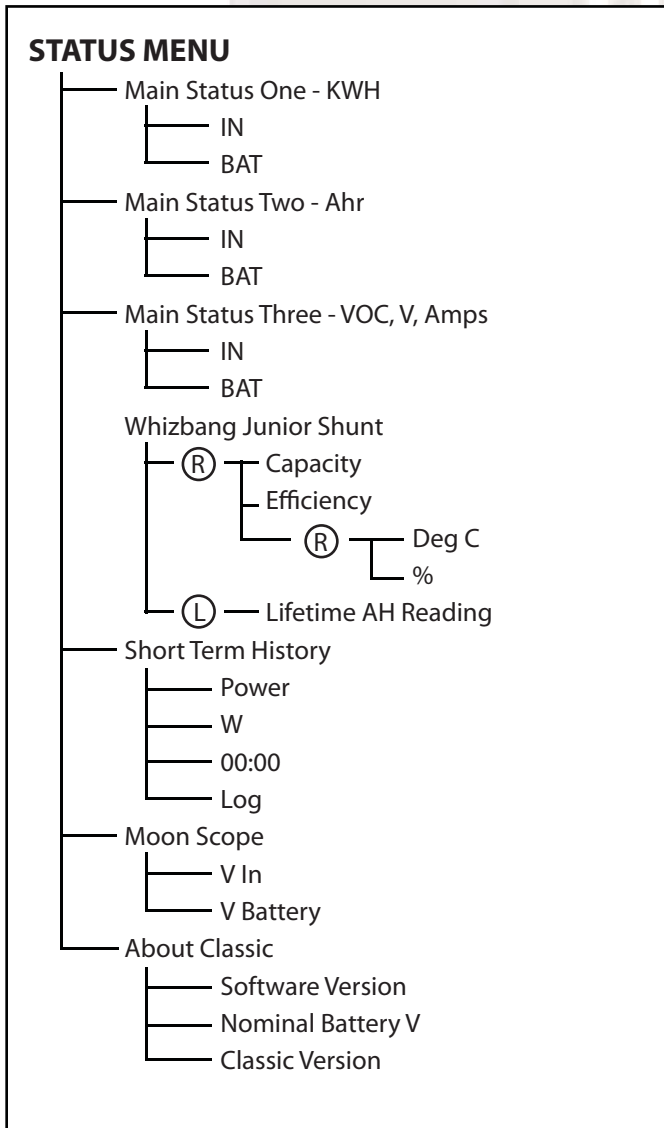 STATUS MENU
Main Status One - KWH
IN
BAT
Main Status Two - Ahr
IN
BAT
Main Status Three - VOC, V, Amps
IN
BAT
Whizbang Junior Shunt
R Capacity
Efficiency
R Deg C
%
L Lifetime AH Reading
Short Term History
Power
W
00:00
Log
Moon Scope
V In
V Battery
About Classic
Software Version
Nominal Battery V
Classic Version